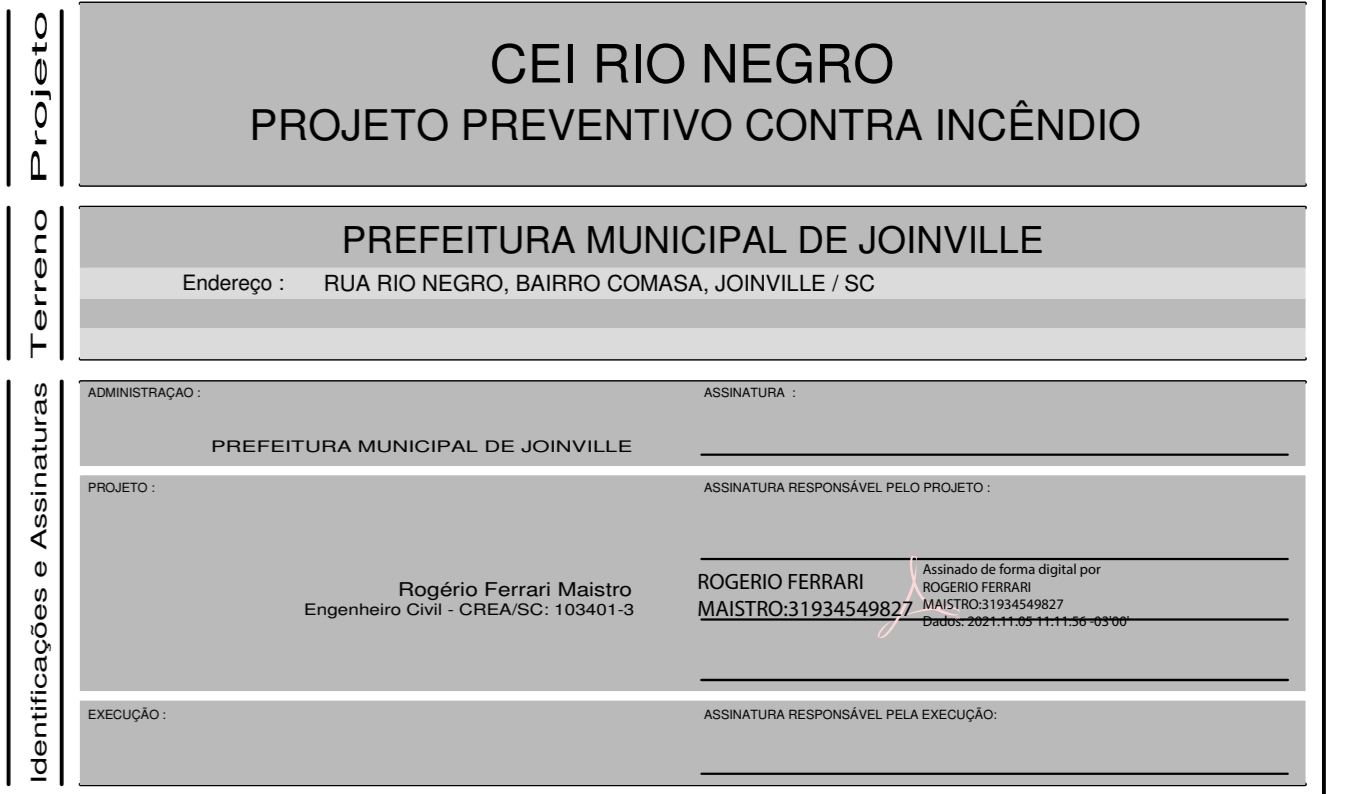 Projeto
CEI RIO NEGRO
PROJETO PREVENTIVO CONTRA INCÊNDIO
Terreno
PREFEITURA MUNICIPAL DE JOINVILLE
Endereço : RUA RIO NEGRO, BAIRRO COMASA, JOINVILLE / SC
Identificações e Assinaturas
ADMINISTRAÇAO :
PREFEITURA MUNICIPAL DE JOINVILLE
ASSINATURA :
PROJETO :
Rogério Ferrari Maistro
Engenheiro Civil - CREA/SC: 103401-3
ASSINATURA RESPONSÁVEL PELO PROJETO :
ROGERIO FERRARI
MAISTRO:31934549827
Assinado de forma digital por
ROGERIO FERRARI
MAISTRO:31934549827
Dados: 2021.11.05 11:11:56 -03'00'
EXECUÇÃO :
ASSINATURA RESPONSÁVEL PELA EXECUÇÃO: